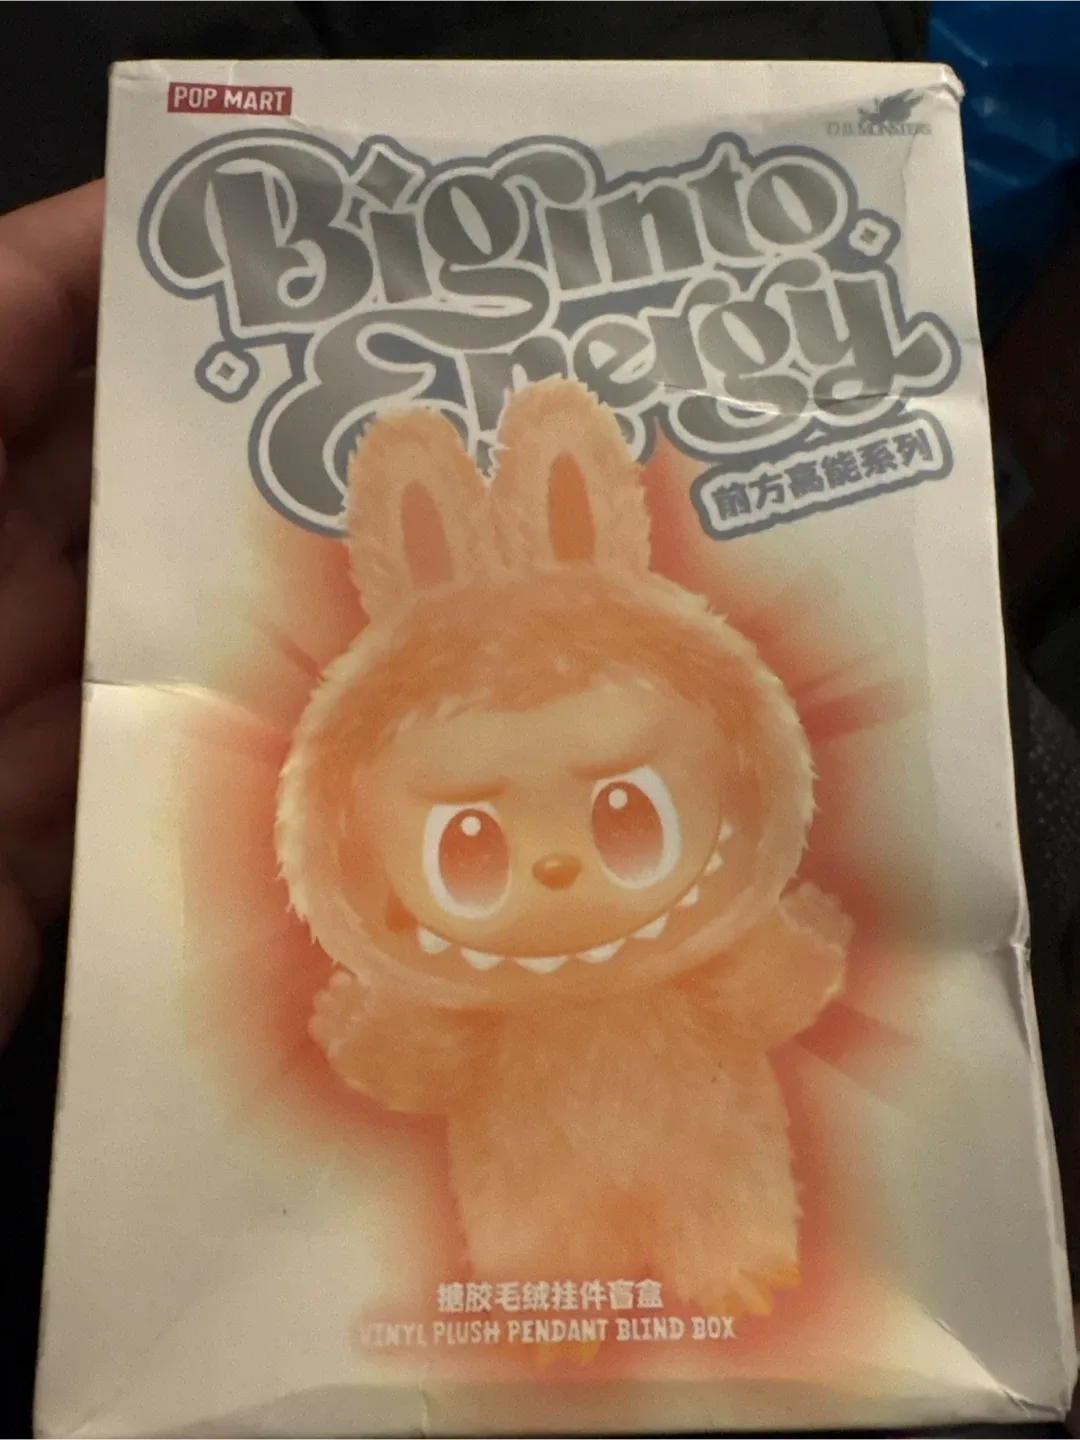 POP MART
THE MONSTERS
Big into
Energy
前方高能系列
搪胶毛绒挂件盲盒
VINYL PLUSH PENDANT BLIND BOX